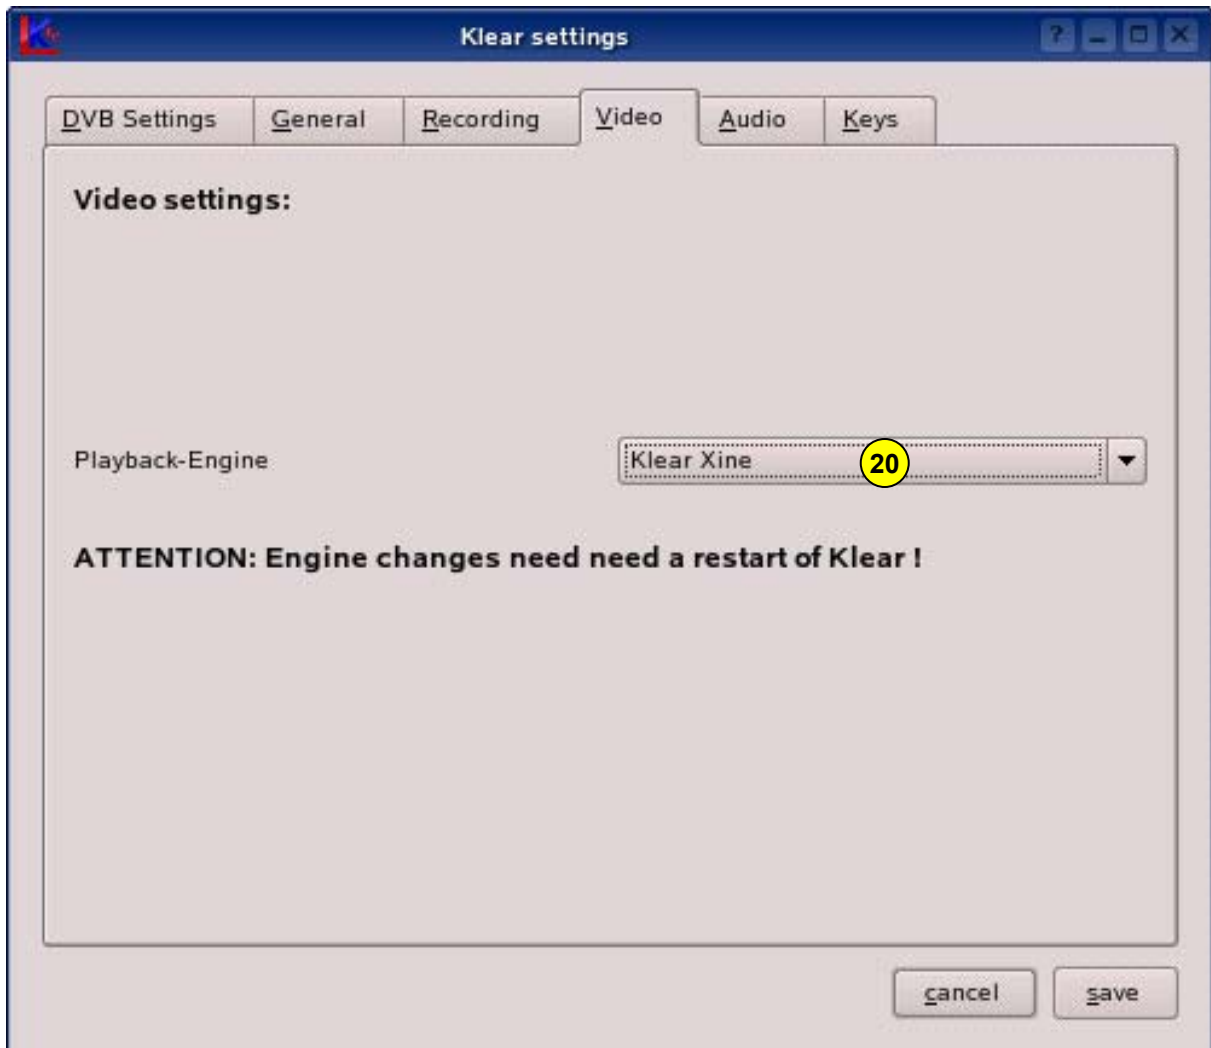 Klear settings
DVB Settings General Recording Video Audio Keys
Video settings:
Playback-Engine Klear Xine 20
ATTENTION: Engine changes need need a restart of Klear !
cancel save